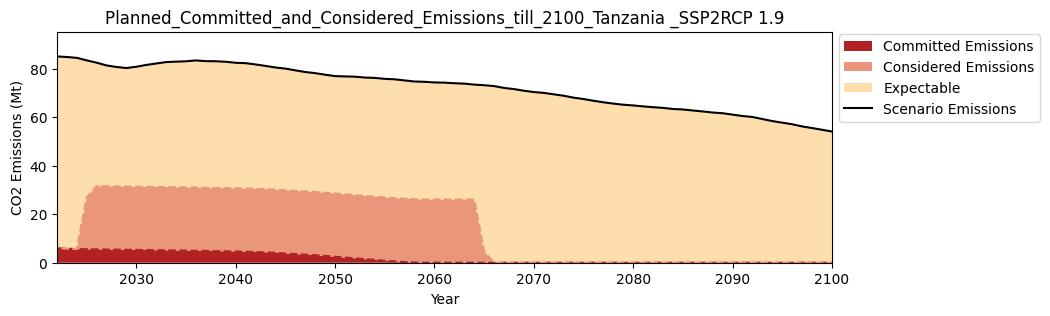 Planned_Committed_and_Considered_Emissions_till_2100_Tanzania _SSP2RCP 1.9
Committed Emissions
Considered Emissions
Expectable
Scenario Emissions
CO2 Emissions (Mt)
80
60
40
20
0
2030 2040 2050 2060 2070 2080 2090 2100
Year